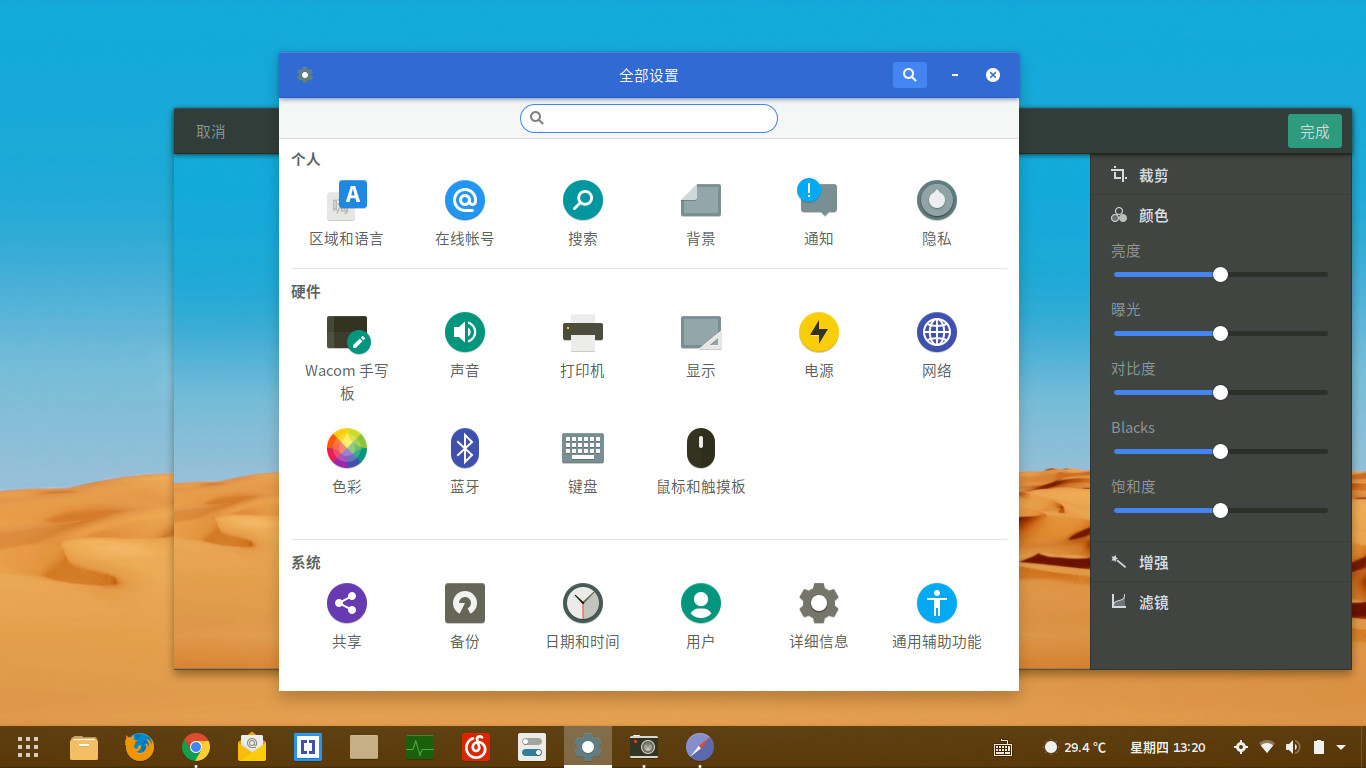 全部设置
取消
完成
个人
区域和语言
在线帐号
搜索
背景
通知
隐私
硬件
Wacom 手写
板
声音
打印机
显示
电源
网络
色彩
蓝牙
键盘
鼠标和触摸板
系统
共享
备份
日期和时间
用户
详细信息
通用辅助功能
裁剪
颜色
亮度
曝光
对比度
Blacks
饱和度
增强
滤镜
29.4 ℃
星期四 13:20